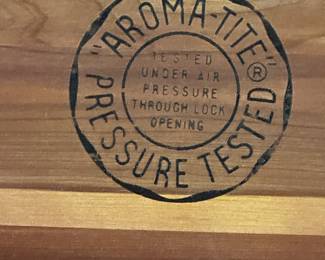 "AROMA-TITE"®
TESTED
UNDER AIR
PRESSURE
THROUGH LOCK
OPENING
PRESSURE TESTED